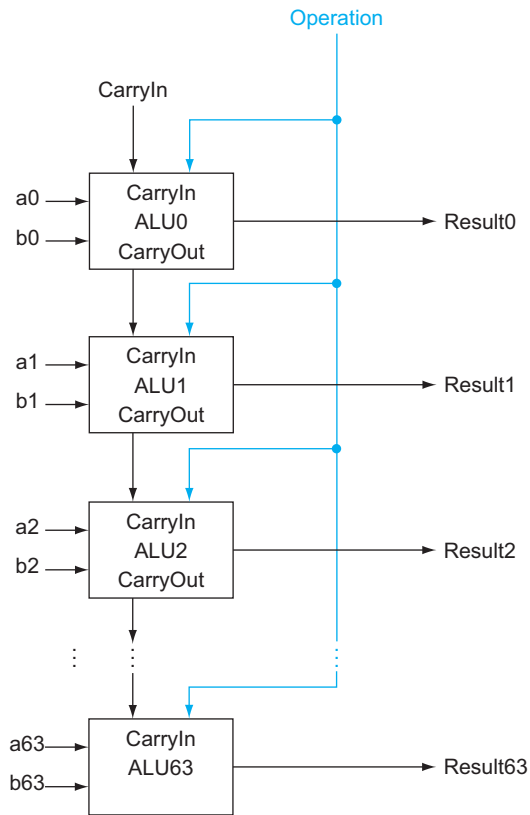 Operation
CarryIn
a0
b0
CarryIn
ALU0
CarryOut
Result0
a1
b1
CarryIn
ALU1
CarryOut
Result1
a2
b2
CarryIn
ALU2
CarryOut
Result2
a63
b63
CarryIn
ALU63
Result63